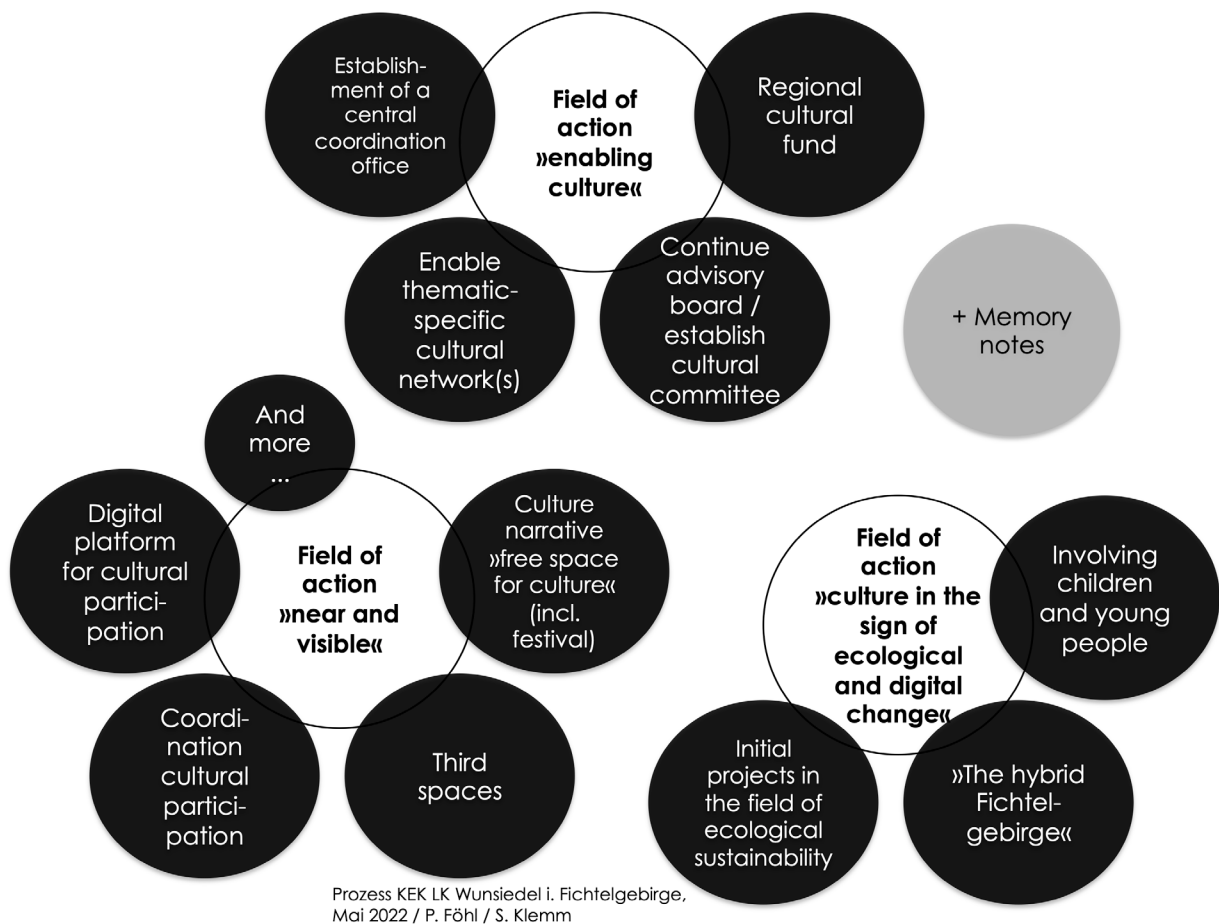 Establish-
ment of a
central
coordination
office
Field of
action
»enabling
culture«
Regional
cultural
fund
Enable
thematic-
specific
cultural
network(s)
Continue
advisory
board /
establish
cultural
committee
+ Memory
notes
And
more
...
Digital
platform
for cultural
partici-
pation
Field of
action
»near and
visible«
Culture
narrative
»free space
for culture«
(incl.
festival)
Coordi-
nation
cultural
partici-
pation
Third
spaces
Field of
action
»culture in the
sign of
ecological
and digital
change«
Involving
children
and young
people
Initial
projects in
the field of
ecological
sustainability
»The hybrid
Fichtel-
gebirge«
Prozess KEK LK Wunsiedel i. Fichtelgebirge,
Mai 2022 / P. Föhl / S. Klemm